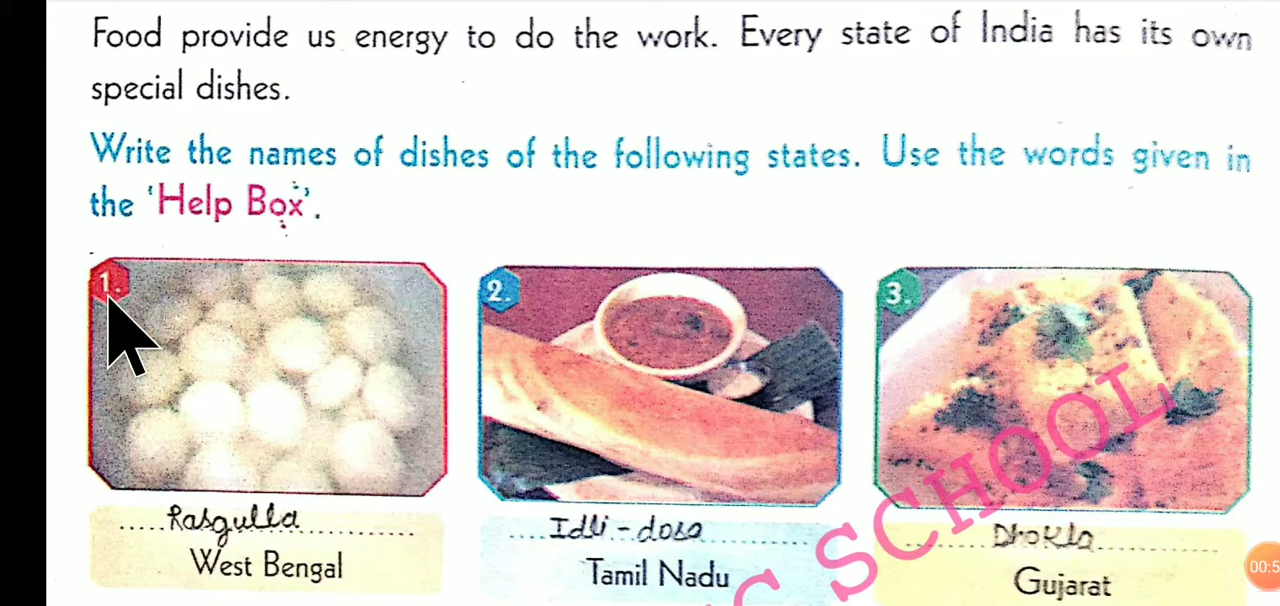 Food provide us energy to do the work. Every state of India has its own
special dishes.
Write the names of dishes of the following states. Use the words given in
the 'Help Box'.
1.
2.
3.
Rasgulla
Idli-dosa
Dhokla
West Bengal
Tamil Nadu
Gujarat
C SCHOOL
00:5